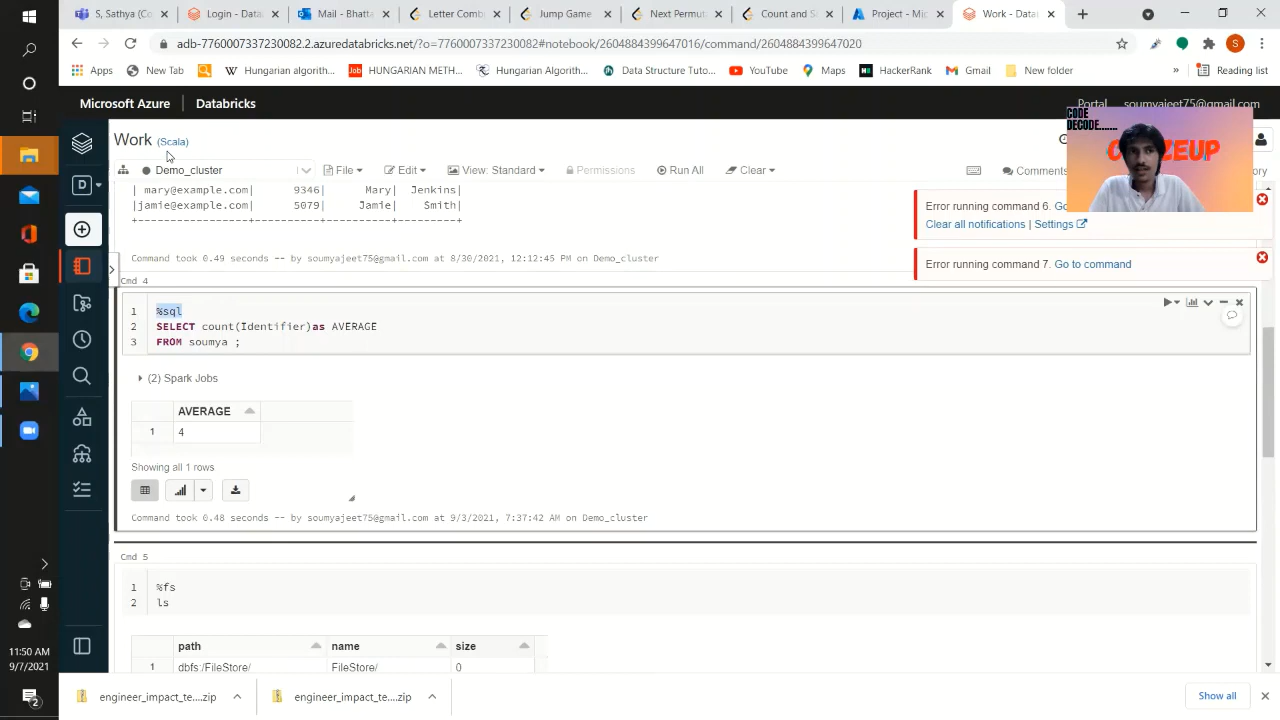 S, Sathya (C
Login - Data
Mail - Bhatta
Letter Comb
Jump Game
Next Permut
Count and S
Project - Mic
Work - Data
adb-7760007337230082.2.azuredatabricks.net/?o=7760007337230082#notebook/2604884399647016/command/2604884399647020
S
Apps
New Tab
Hungarian algorith...
HUNGARIAN METH...
Hungarian Algorith...
Data Structure Tuto...
YouTube
Maps
HackerRank
Gmail
New folder
»
Reading list
Microsoft Azure
Databricks
Portal
soumyajeet75@gmail.com
CODE
DECODE.......
Work (Scala)
Demo_cluster
File
Edit
View: Standard
Permissions
Run All
Clear
Comments
| mary@example.com| 9346| Mary| Jenkins|
|jamie@example.com| 5079| Jamie| Smith|
+-----------------+----------+---------+--------+
Command took 0.49 seconds -- by soumyajeet75@gmail.com at 8/30/2021, 12:12:45 PM on Demo_cluster
Error running command 6. Go
Clear all notifications | Settings
Error running command 7. Go to command
Cmd 4
1 %sql
2 SELECT count(Identifier)as AVERAGE
3 FROM soumya ;
(2) Spark Jobs
AVERAGE
1 4
Showing all 1 rows
Command took 0.48 seconds -- by soumyajeet75@gmail.com at 9/3/2021, 7:37:42 AM on Demo_cluster
Cmd 5
1 %fs
2 ls
path name size
1 dbfs:/FileStore/ FileStore/ 0
11:50 AM
9/7/2021
2
engineer_impact_te....zip
engineer_impact_te....zip
Show all